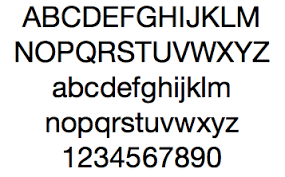 ABCDEFGHIJKLM
NOPQRSTUVWXYZ
abcdefghijklm
nopqrstuvwxyz
1234567890